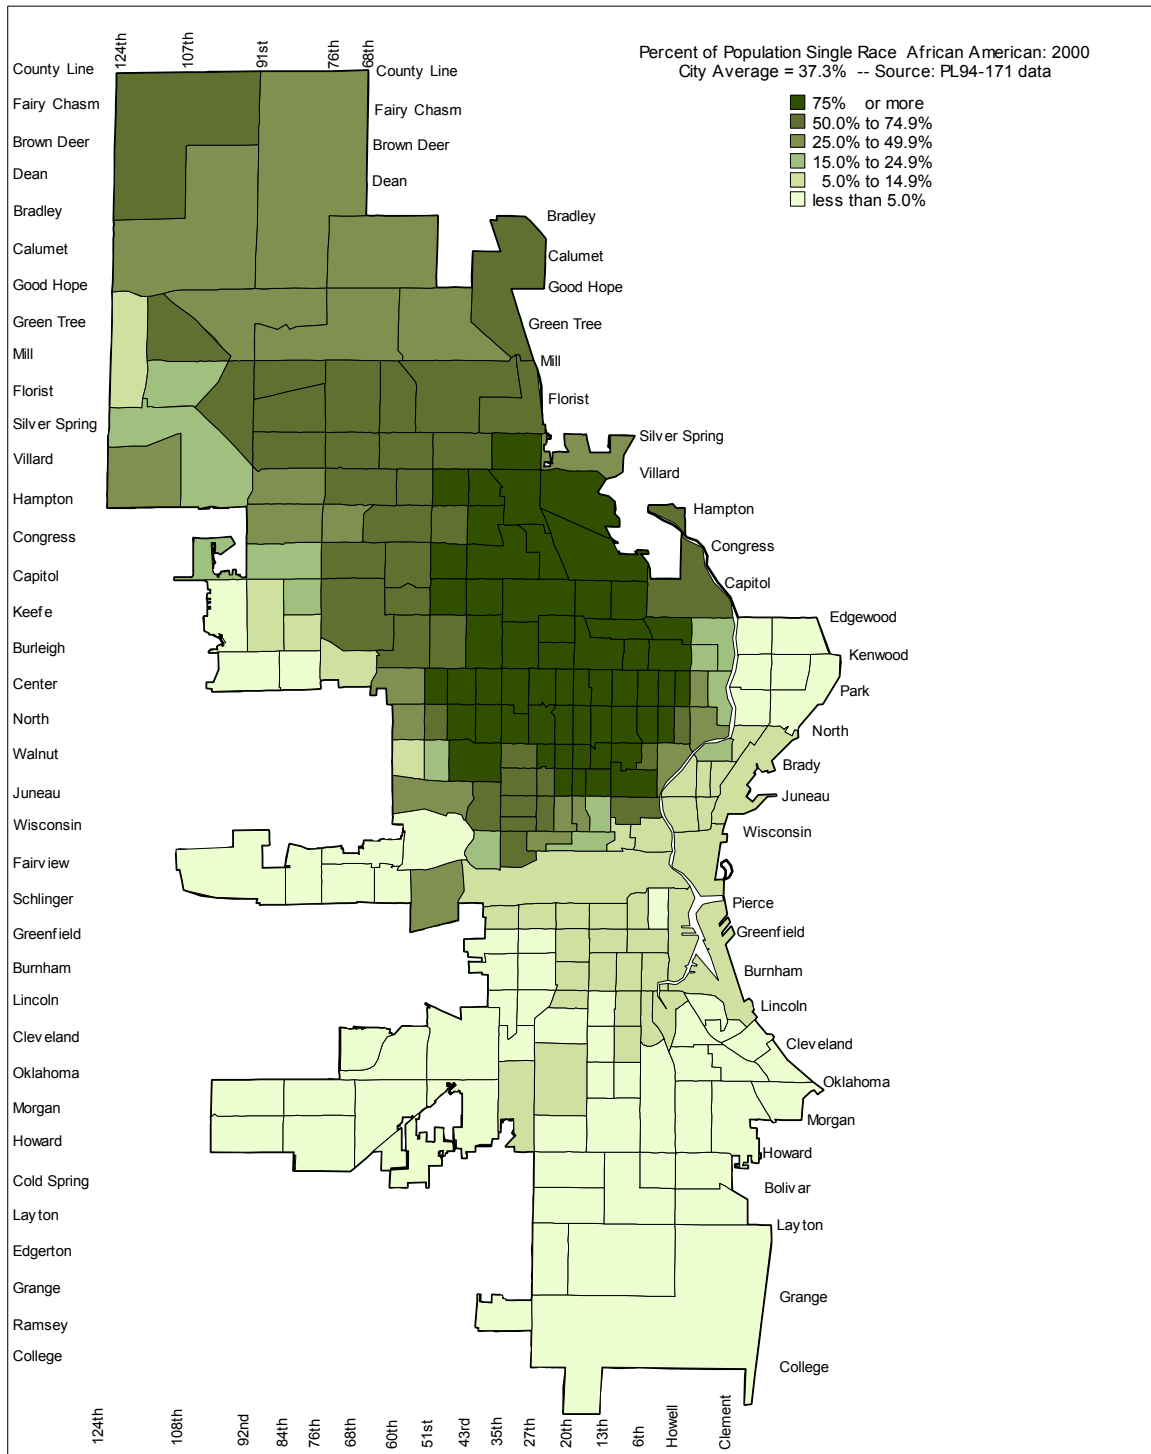 124th
107th
91st
76th
68th
Percent of Population Single Race African American: 2000
City Average = 37.3% -- Source: PL94-171 data
75% or more
50.0% to 74.9%
25.0% to 49.9%
15.0% to 24.9%
5.0% to 14.9%
less than 5.0%
County Line
Fairy Chasm
Brown Deer
Dean
Bradley
Calumet
Good Hope
Green Tree
Mill
Florist
Silver Spring
Villard
Hampton
Congress
Capitol
Keefe
Burleigh
Center
North
Walnut
Juneau
Wisconsin
Fairview
Schlinger
Greenfield
Burnham
Lincoln
Cleveland
Oklahoma
Morgan
Howard
Cold Spring
Layton
Edgerton
Grange
Ramsey
College
County Line
Fairy Chasm
Brown Deer
Dean
Bradley
Calumet
Good Hope
Green Tree
Mill
Florist
Silver Spring
Villard
Hampton
Congress
Capitol
Edgewood
Kenwood
Park
North
Brady
Juneau
Wisconsin
Pierce
Greenfield
Burnham
Lincoln
Cleveland
Oklahoma
Morgan
Howard
Bolivar
Layton
Grange
College
124th
108th
92nd
84th
76th
68th
60th
51st
43rd
35th
27th
20th
13th
6th
Howell
Clement